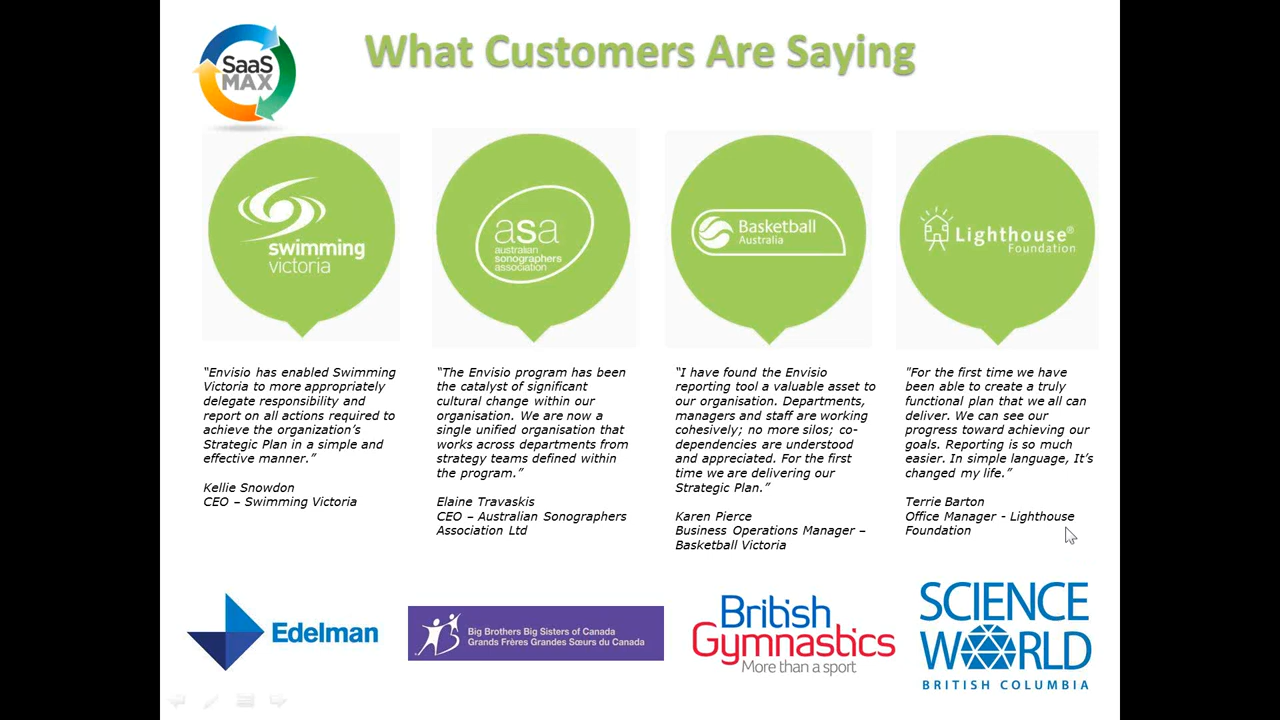 SaaS
MAX
What Customers Are Saying
swimming
victoria
asa
australian
sonographers
association
Basketball
Australia
Lighthouse®
Foundation
“Envisio has enabled Swimming
Victoria to more appropriately
delegate responsibility and
report on all actions required to
achieve the organization’s
Strategic Plan in a simple and
effective manner.”
Kellie Snowdon
CEO – Swimming Victoria
“The Envisio program has been
the catalyst of significant
cultural change within our
organisation. We are now a
single unified organisation that
works across departments from
strategy teams defined within
the program.”
Elaine Travaskis
CEO – Australian Sonographers
Association Ltd
“I have found the Envisio
reporting tool a valuable asset to
our organisation. Departments,
managers and staff are working
cohesively; no more silos; co-
dependencies are understood
and appreciated. For the first
time we are delivering our
Strategic Plan.”
Karen Pierce
Business Operations Manager –
Basketball Victoria
"For the first time we have
been able to create a truly
functional plan that we all can
deliver. We can see our
progress toward achieving our
goals. Reporting is so much
easier. In simple language, It’s
changed my life.”
Terrie Barton
Office Manager - Lighthouse
Foundation
Edelman
Big Brothers Big Sisters of Canada
Grands Frères Grandes Sœurs du Canada
British
Gymnastics
More than a sport
SCIENCE
WORLD
BRITISH COLUMBIA